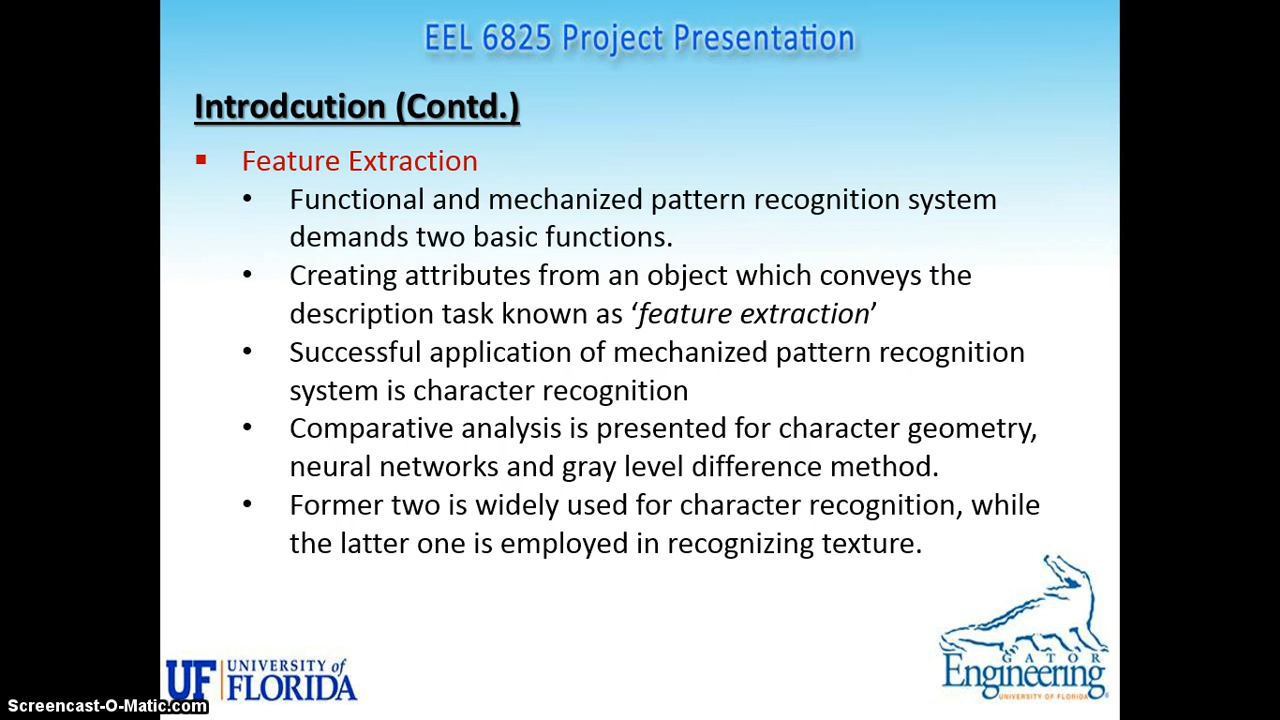 EEL 6825 Project Presentation
Introdcution (Contd.)
▪ Feature Extraction
• Functional and mechanized pattern recognition system
demands two basic functions.
• Creating attributes from an object which conveys the
description task known as ‘feature extraction’
• Successful application of mechanized pattern recognition
system is character recognition
• Comparative analysis is presented for character geometry,
neural networks and gray level difference method.
• Former two is widely used for character recognition, while
the latter one is employed in recognizing texture.
UF UNIVERSITY of
FLORIDA
GATOR
Engineering
UNIVERSITY OF FLORIDA
Screencast-O-Matic.com